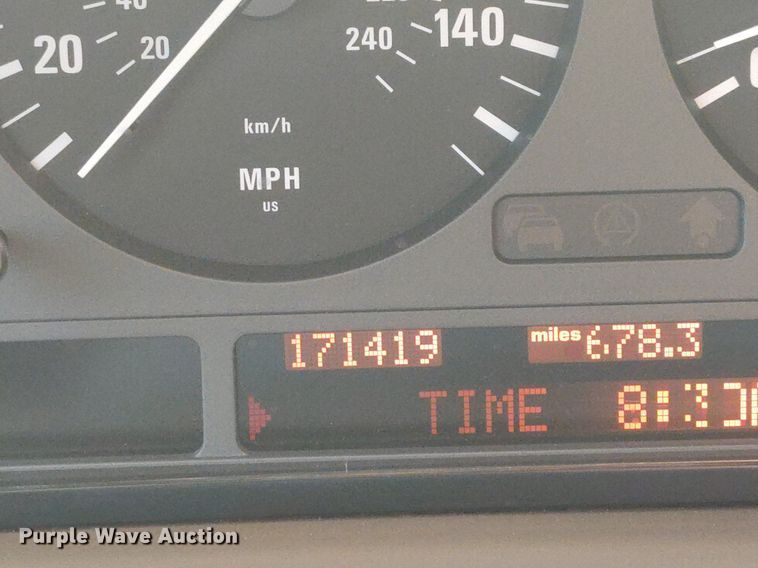 20
20
240
140
km/h
MPH
US
171419
miles 678.3
TIME
Purple Wave Auction